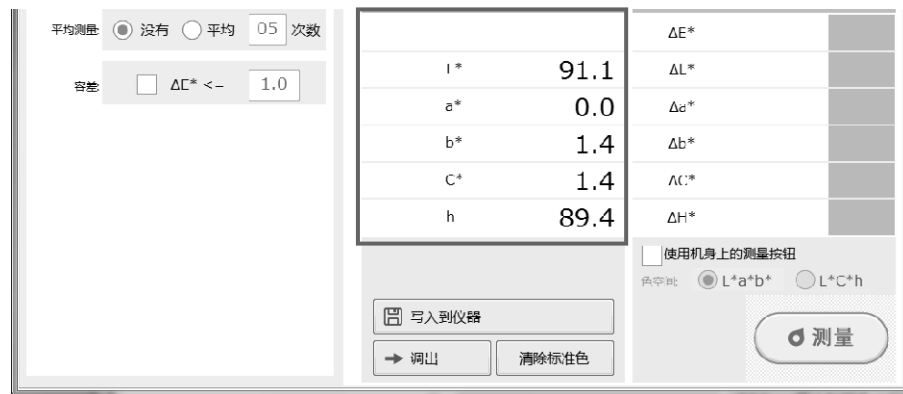 平均测量: 没有 平均 05 次数
容差: ΔE* <= 1.0
L* 91.1
a* 0.0
b* 1.4
C* 1.4
h 89.4
写入到仪器
调出 清除标准色
ΔE*
ΔL*
Δa*
Δb*
ΔC*
ΔH*
使用机身上的测量按钮
色空间: L*a*b* L*C*h
测量